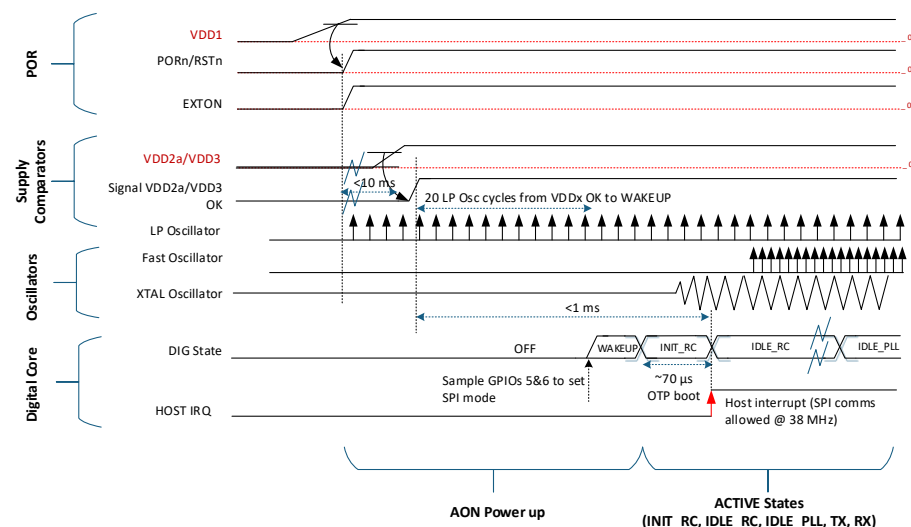 POR
VDD1
PORn/RSTn
EXTON
Supply
Comparators
VDD2a/VDD3
Signal VDD2a/VDD3
OK
<10 ms
20 LP Osc cycles from VDDx OK to WAKEUP
Oscillators
LP Oscillator
Fast Oscillator
XTAL Oscillator
<1 ms
Digital Core
DIG State
OFF
WAKEUP
INIT_RC
IDLE_RC
IDLE_PLL
Sample GPIOs 5&6 to set
SPI mode
~70 µs
OTP boot
HOST IRQ
Host interrupt (SPI comms
allowed @ 38 MHz)
AON Power up
ACTIVE States
(INIT_RC, IDLE_RC, IDLE_PLL, TX, RX)